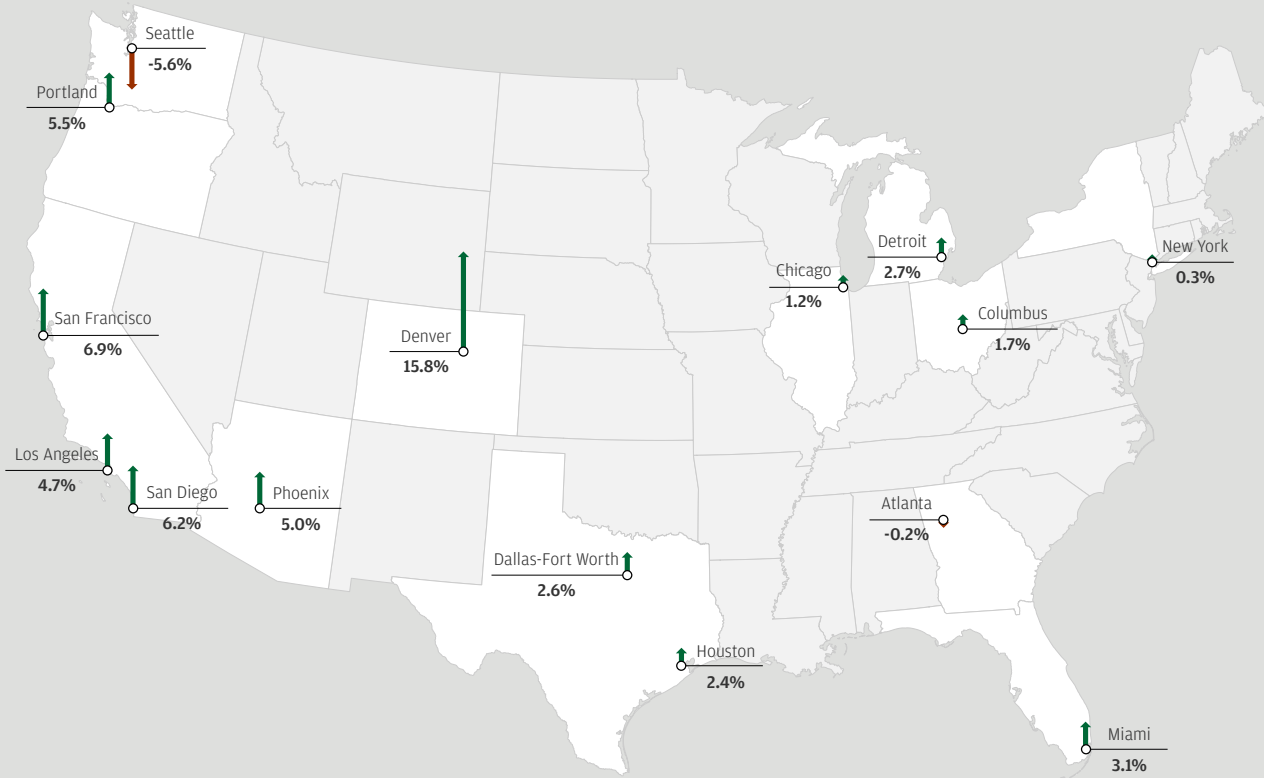 Seattle
-5.6%
Portland
5.5%
San Francisco
6.9%
Los Angeles
4.7%
San Diego
6.2%
Phoenix
5.0%
Denver
15.8%
Dallas-Fort Worth
2.6%
Houston
2.4%
Chicago
1.2%
Detroit
2.7%
Columbus
1.7%
New York
0.3%
Atlanta
-0.2%
Miami
3.1%